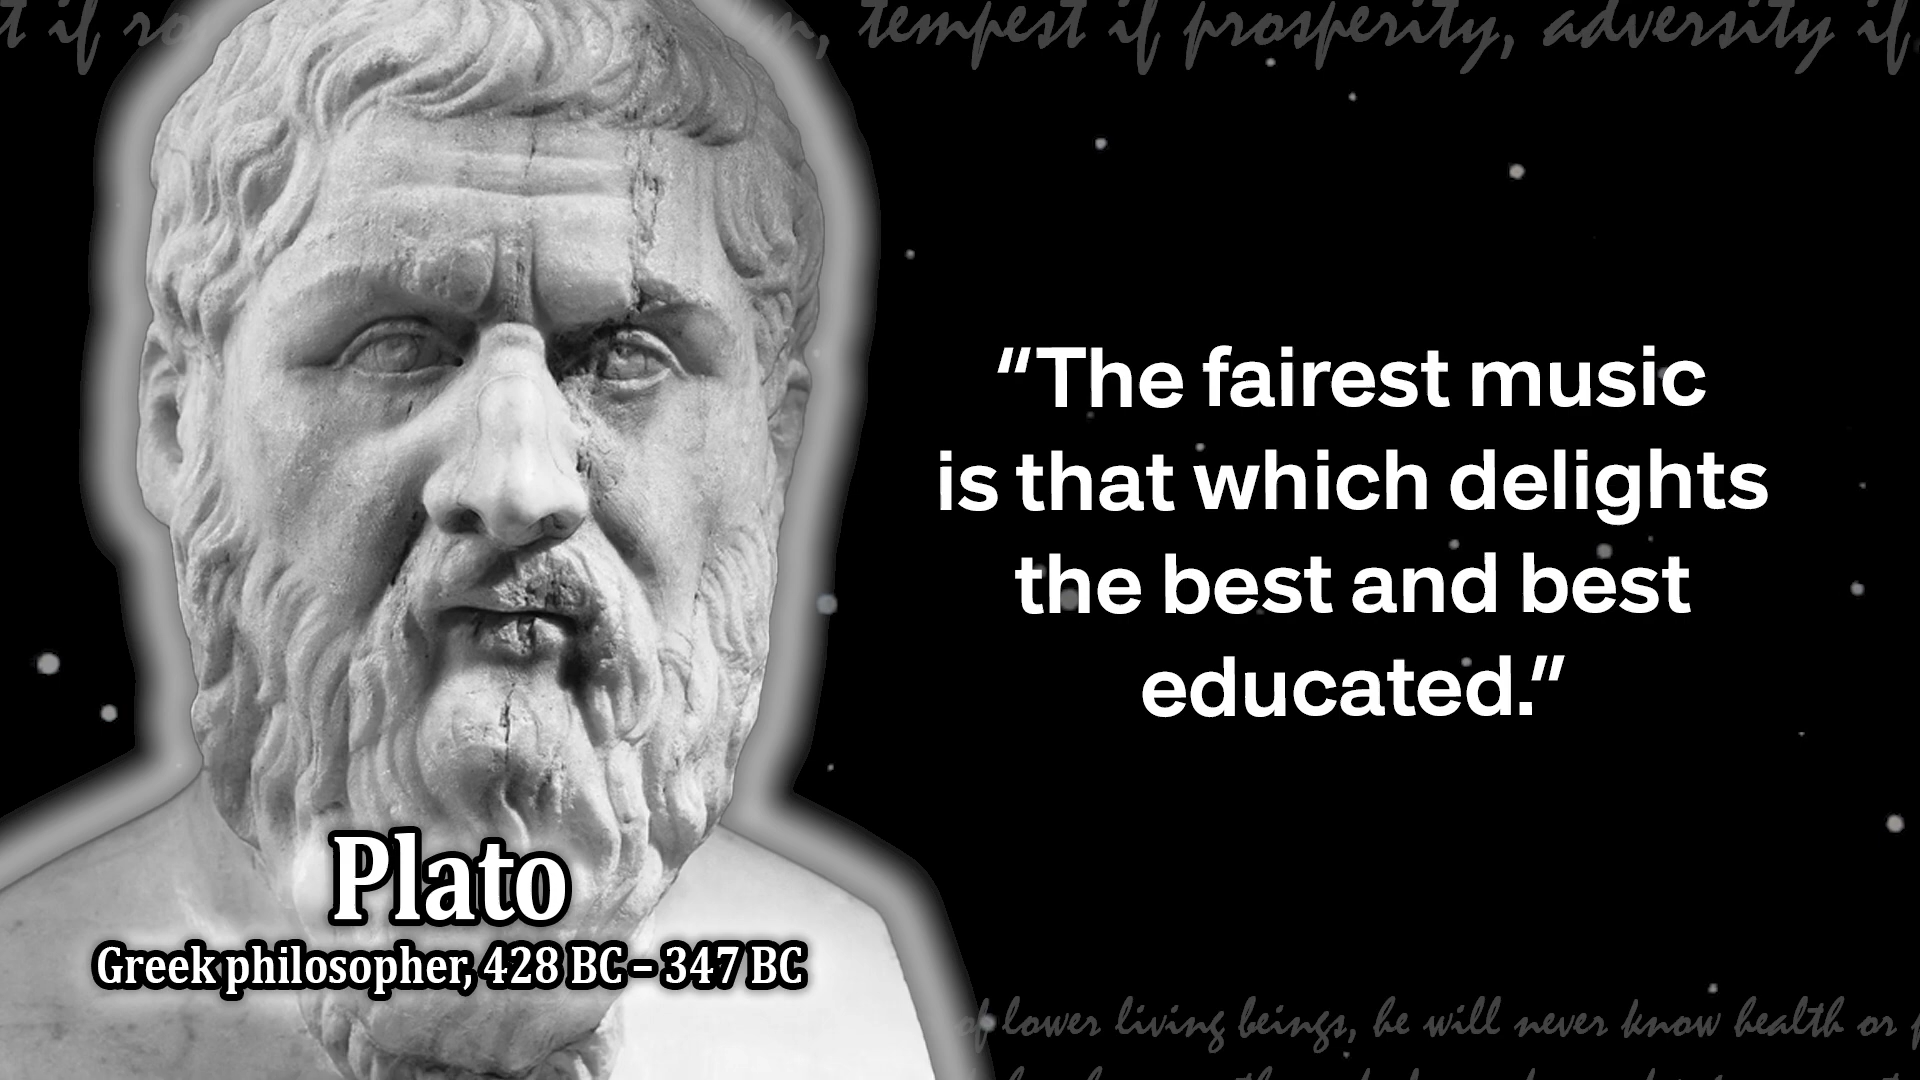 tempest if prosperity, adversity if
“The fairest music
is that which delights
the best and best
educated.”
Plato
Greek philosopher, 428 BC – 347 BC
of lower living beings, he will never know health or